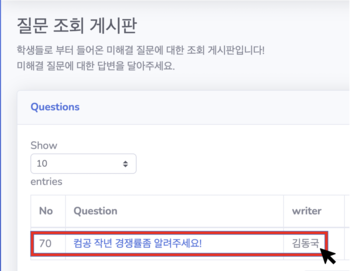 질문 조회 게시판
학생들로 부터 들어온 미해결 질문에 대한 조회 게시판입니다!
미해결 질문에 대한 답변을 달아주세요.
Questions
Show
10
entries
No Question writer
70 컴공 작년 경쟁률좀 알려주세요! 김동국